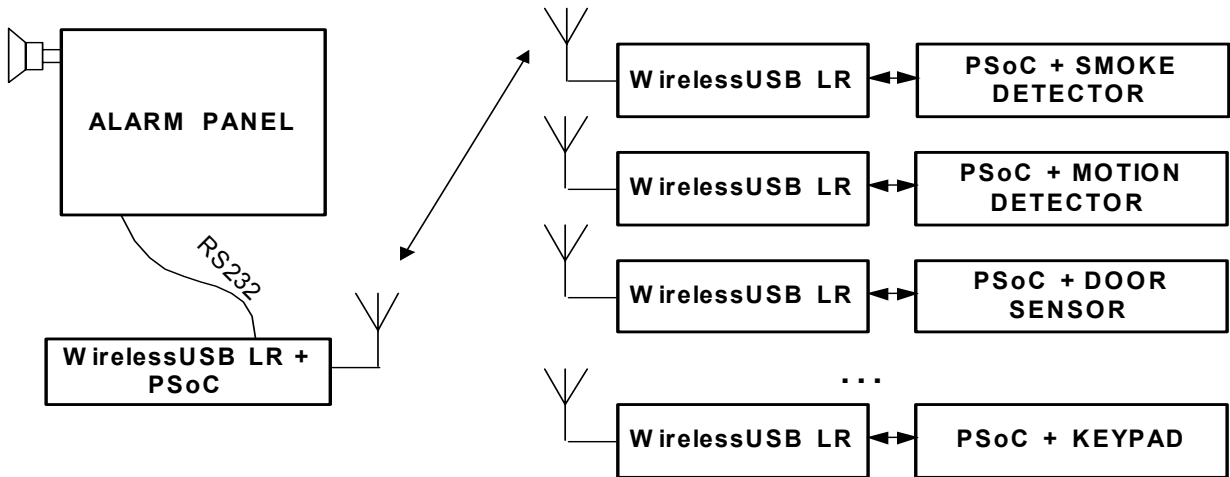 ALARM PANEL
RS232
WirelessUSB LR +
PSoC
WirelessUSB LR
PSoC + SMOKE
DETECTOR
WirelessUSB LR
PSoC + MOTION
DETECTOR
WirelessUSB LR
PSoC + DOOR
SENSOR
...
WirelessUSB LR
PSoC + KEYPAD